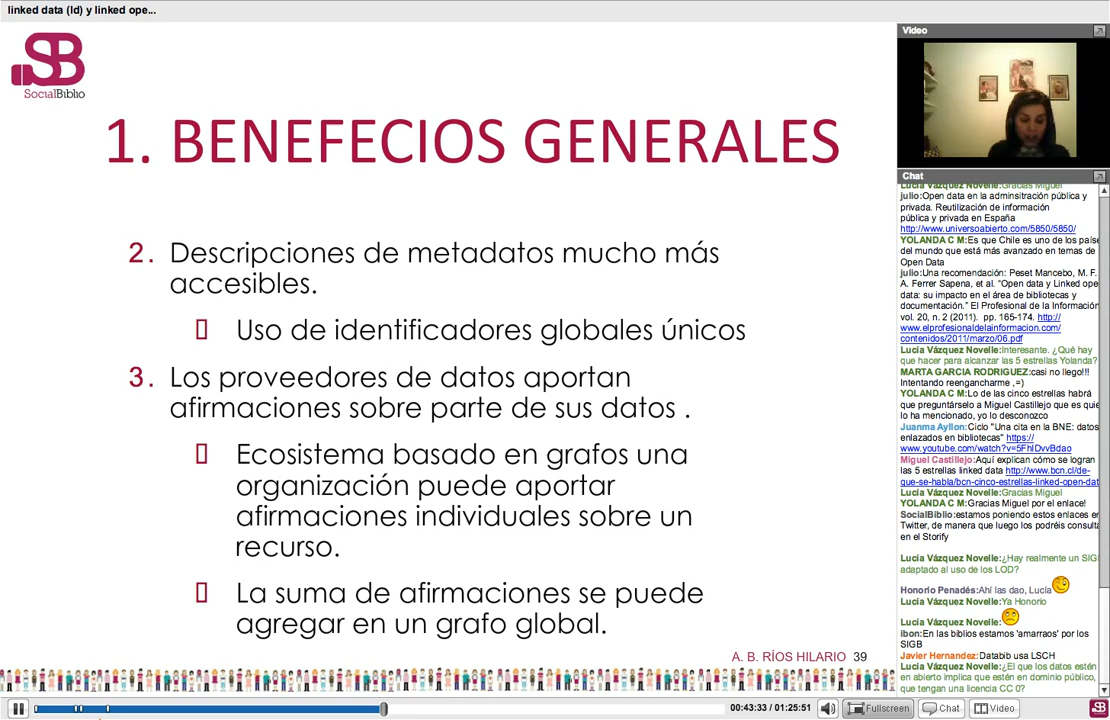 linked data (ld) y linked ope...
SB
SocialBiblio
1. BENEFECIOS GENERALES
2. Descripciones de metadatos mucho más
accesibles.
Uso de identificadores globales únicos
3. Los proveedores de datos aportan
afirmaciones sobre parte de sus datos .
Ecosistema basado en grafos una
organización puede aportar
afirmaciones individuales sobre un
recurso.
La suma de afirmaciones se puede
agregar en un grafo global.
A. B. RÍOS HILARIO 39
Video
Chat
Lucía Vázquez Novelle:Gracias Miguel
julio:Open data en la adminsitración pública y
privada. Reutilización de información
pública y privada en España
http://www.universoabierto.com/5850/5850/
YOLANDA C M:Es que Chile es uno de los paíse
del mundo que está más avanzado en temas de
Open Data
julio:Una recomendación: Peset Mancebo, M. F.
A. Ferrer Sapena, et al. "Open data y Linked ope
data: su impacto en el área de bibliotecas y
documentación." El Profesional de la Información
vol. 20, n. 2 (2011). pp. 165-174. http://
www.elprofesionaldelainformacion.com/
contenidos/2011/marzo/06.pdf
Lucía Vázquez Novelle:Interesante. ¿Qué hay
que hacer para alcanzar las 5 estrellas Yolanda?
MARTA GARCIA RODRIGUEZ:casi no llego!!!
Intentando reengancharme ,=)
YOLANDA C M:Lo de las cinco estrellas habrá
que preguntárselo a Miguel Castillejo que es quie
lo ha mencionado, yo lo desconozco
Juanma Ayllon:Ciclo "Una cita en la BNE: datos
enlazados en bibliotecas" https://
www.youtube.com/watch?v=5FhIDvvBdao
Miguel Castillejo:Aquí explican cómo se logran
las 5 estrellas linked data http://www.bcn.cl/de-
que-se-habla/bcn-cinco-estrellas-linked-open-dat
Lucía Vázquez Novelle:Gracias Miguel
YOLANDA C M:Gracias Miguel por el enlace!
SocialBiblio:estamos poniendo estos enlaces en
Twitter, de manera que luego los podréis consulta
en el Storify
Lucía Vázquez Novelle:¿Hay realmente un SIGB
adaptado al uso de los LOD?
Honorio Penadés:Ahí las dao, Lucía
Lucía Vázquez Novelle:Ya Honorio
Lucía Vázquez Novelle:
Ibon:En las biblios estamos 'amarraos' por los
SIGB
Javier Hernandez:Databib usa LSCH
Lucía Vázquez Novelle:¿El que los datos estén
en abierto implica que estén en dominio público,
que tengan una licencia CC 0?
00:43:33 / 01:25:51
Fullscreen
Chat
Video
SB